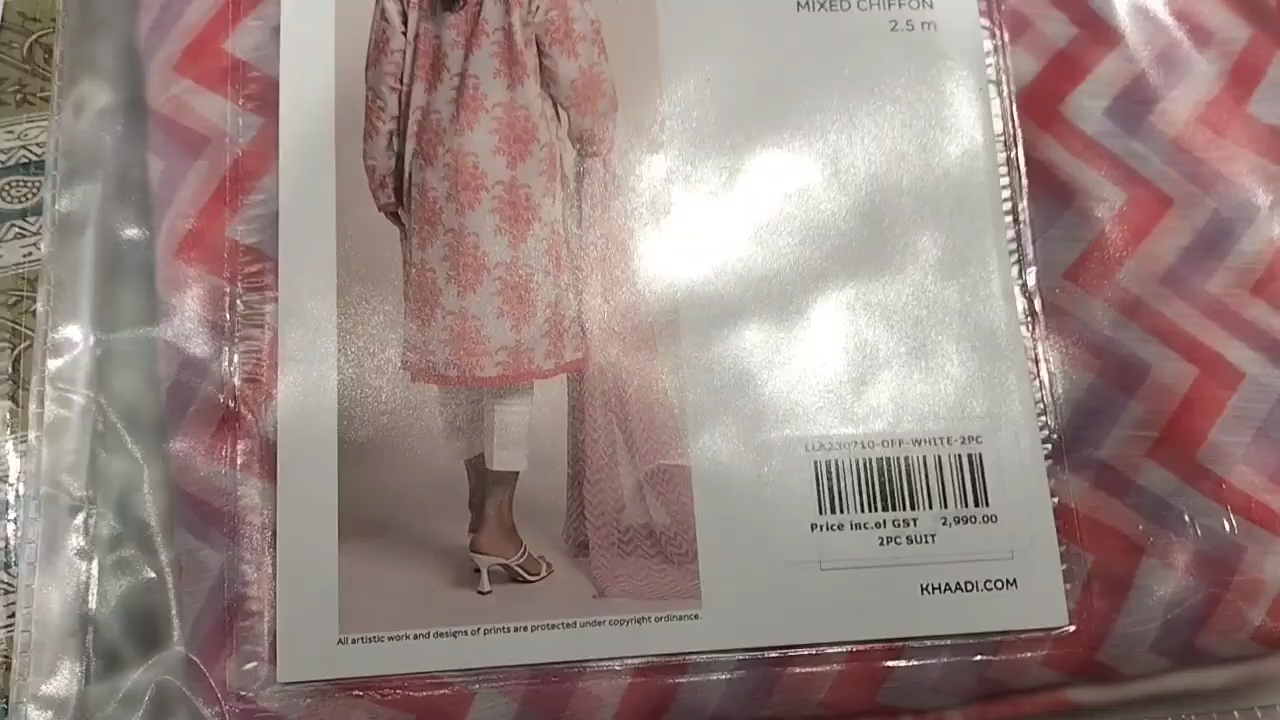 MIXED CHIFFON
2.5 m
LLA230710-OFF-WHITE-2PC
Price inc.of GST 2,990.00
2PC SUIT
KHAADI.COM
All artistic work and designs of prints are protected under copyright ordinance.